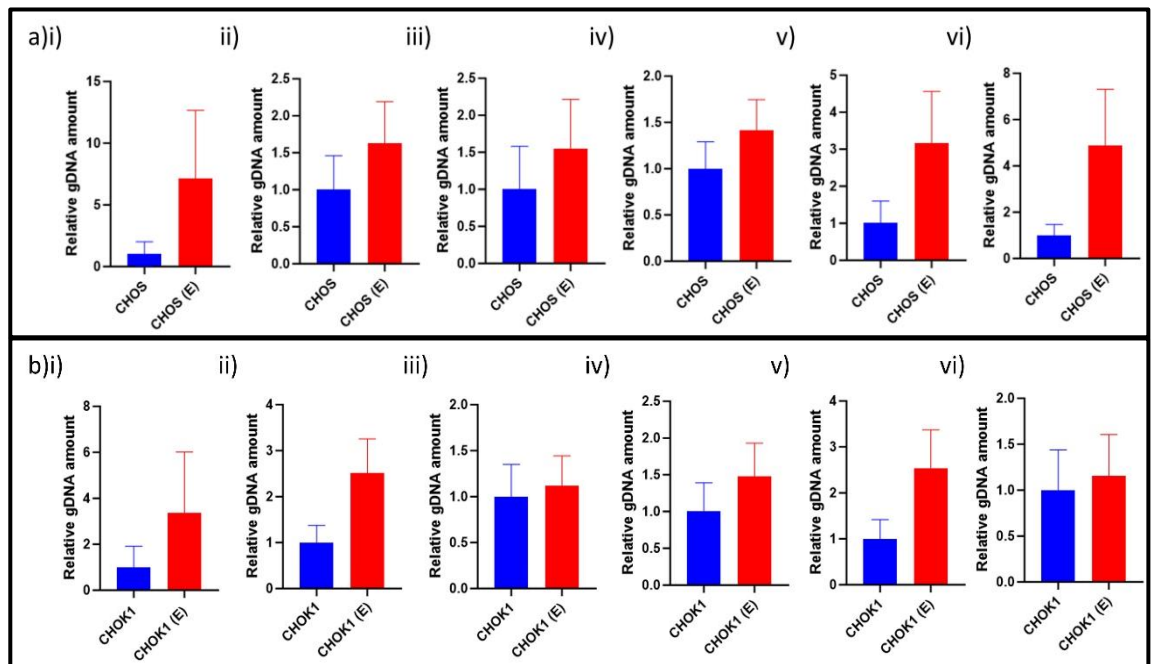 a)i) ii) iii) iv) v) vi)
Relative gDNA amount
15
10
5
0
CHOS
CHOS (E)
Relative gDNA amount
2.5
2.0
1.5
1.0
0.5
0.0
CHOS
CHOS (E)
Relative gDNA amount
2.5
2.0
1.5
1.0
0.5
0.0
CHOS
CHOS (E)
Relative gDNA amount
2.0
1.5
1.0
0.5
0.0
CHOS
CHOS (E)
Relative gDNA amount
5
4
3
2
1
0
CHOS
CHOS (E)
Relative gDNA amount
8
6
4
2
0
CHOS
CHOS (E)
b)i) ii) iii) iv) v) vi)
Relative gDNA amount
8
6
4
2
0
CHOK1
CHOK1 (E)
Relative gDNA amount
4
3
2
1
0
CHOK1
CHOK1 (E)
Relative gDNA amount
2.0
1.5
1.0
0.5
0.0
CHOK1
CHOK1 (E)
Relative gDNA amount
2.5
2.0
1.5
1.0
0.5
0.0
CHOK1
CHOK1 (E)
Relative gDNA amount
4
3
2
1
0
CHOK1
CHOK1 (E)
Relative gDNA amount
2.0
1.5
1.0
0.5
0.0
CHOK1
CHOK1 (E)